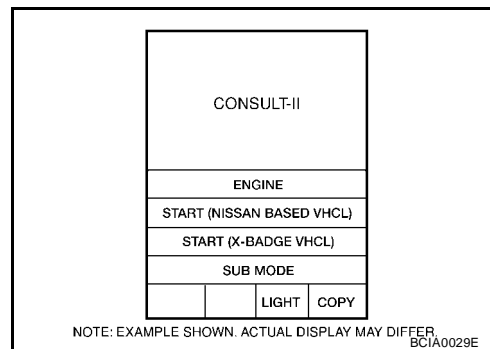 CONSULT-II
ENGINE
START (NISSAN BASED VHCL)
START (X-BADGE VHCL)
SUB MODE
LIGHT COPY
NOTE: EXAMPLE SHOWN. ACTUAL DISPLAY MAY DIFFER.
BCIA0029E